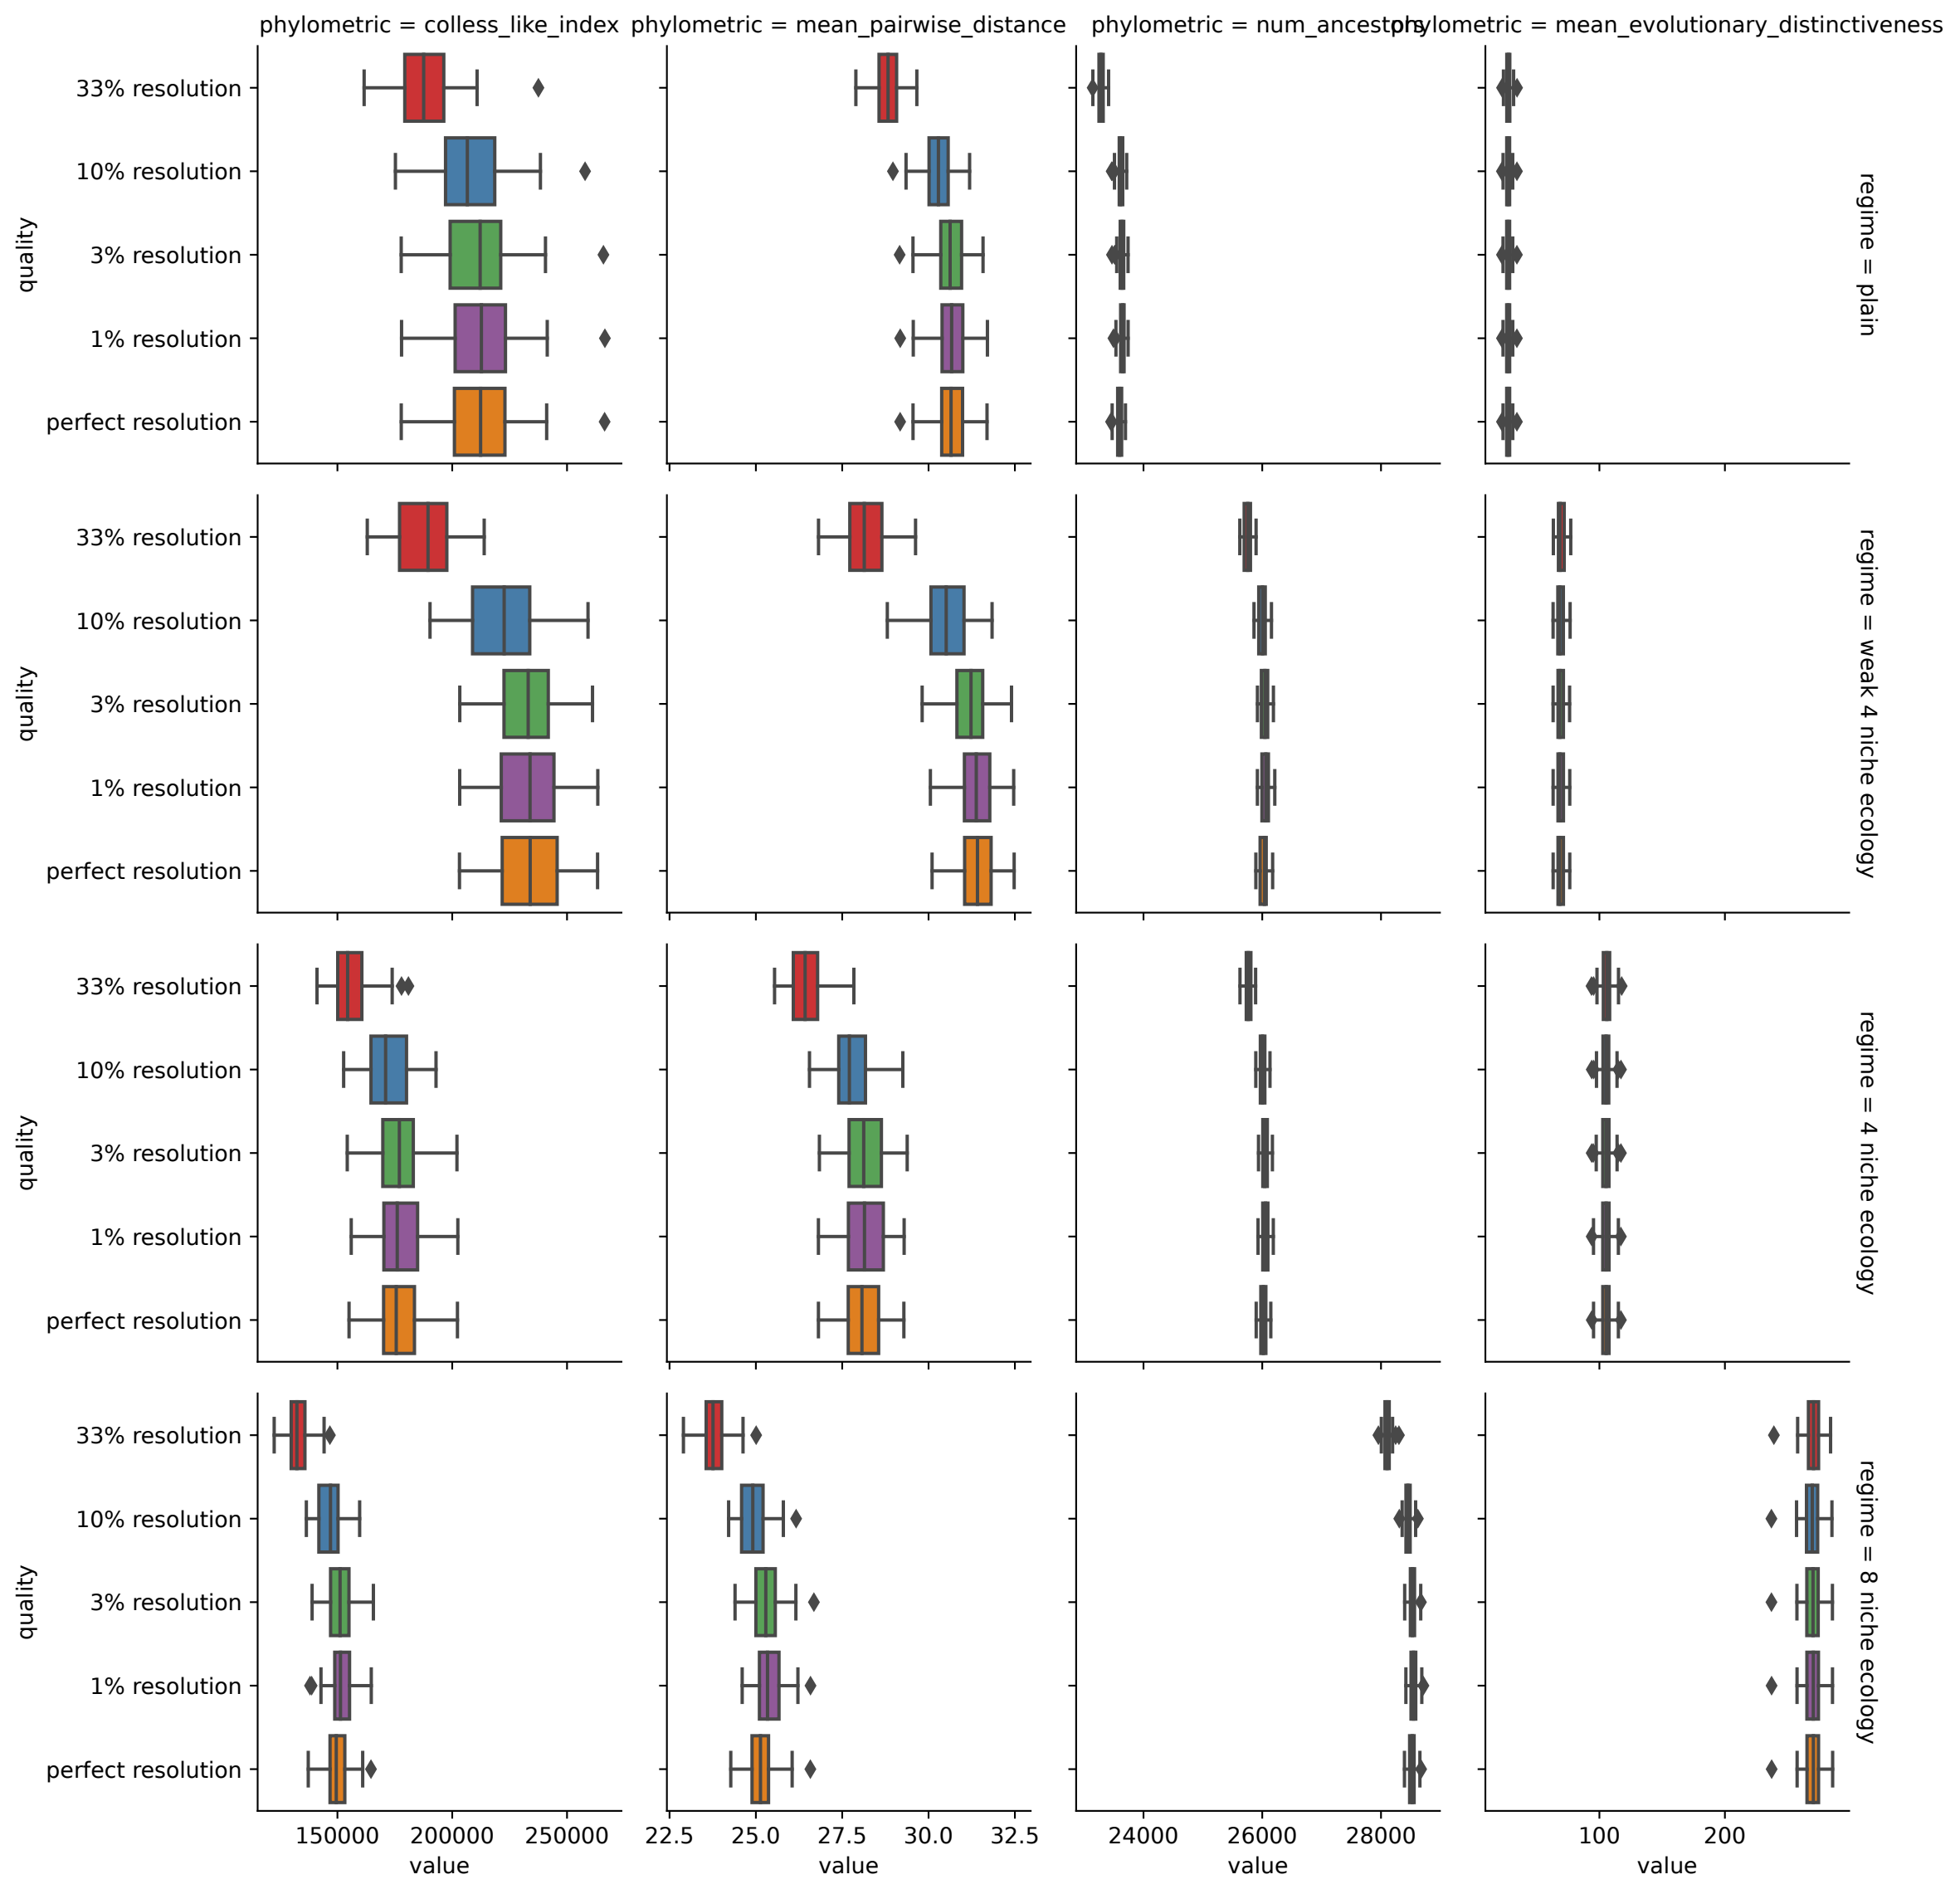 phylometric = colless_like_index
phylometric = mean_pairwise_distance
phylometric = num_ancestors
phylometric = mean_evolutionary_distinctiveness
33% resolution
10% resolution
3% resolution
1% resolution
perfect resolution
quality
regime = plain
33% resolution
10% resolution
3% resolution
1% resolution
perfect resolution
quality
regime = weak 4 niche ecology
33% resolution
10% resolution
3% resolution
1% resolution
perfect resolution
quality
regime = 4 niche ecology
33% resolution
10% resolution
3% resolution
1% resolution
perfect resolution
quality
regime = 8 niche ecology
150000 200000 250000
value
22.5 25.0 27.5 30.0 32.5
value
24000 26000 28000
value
100 200
value